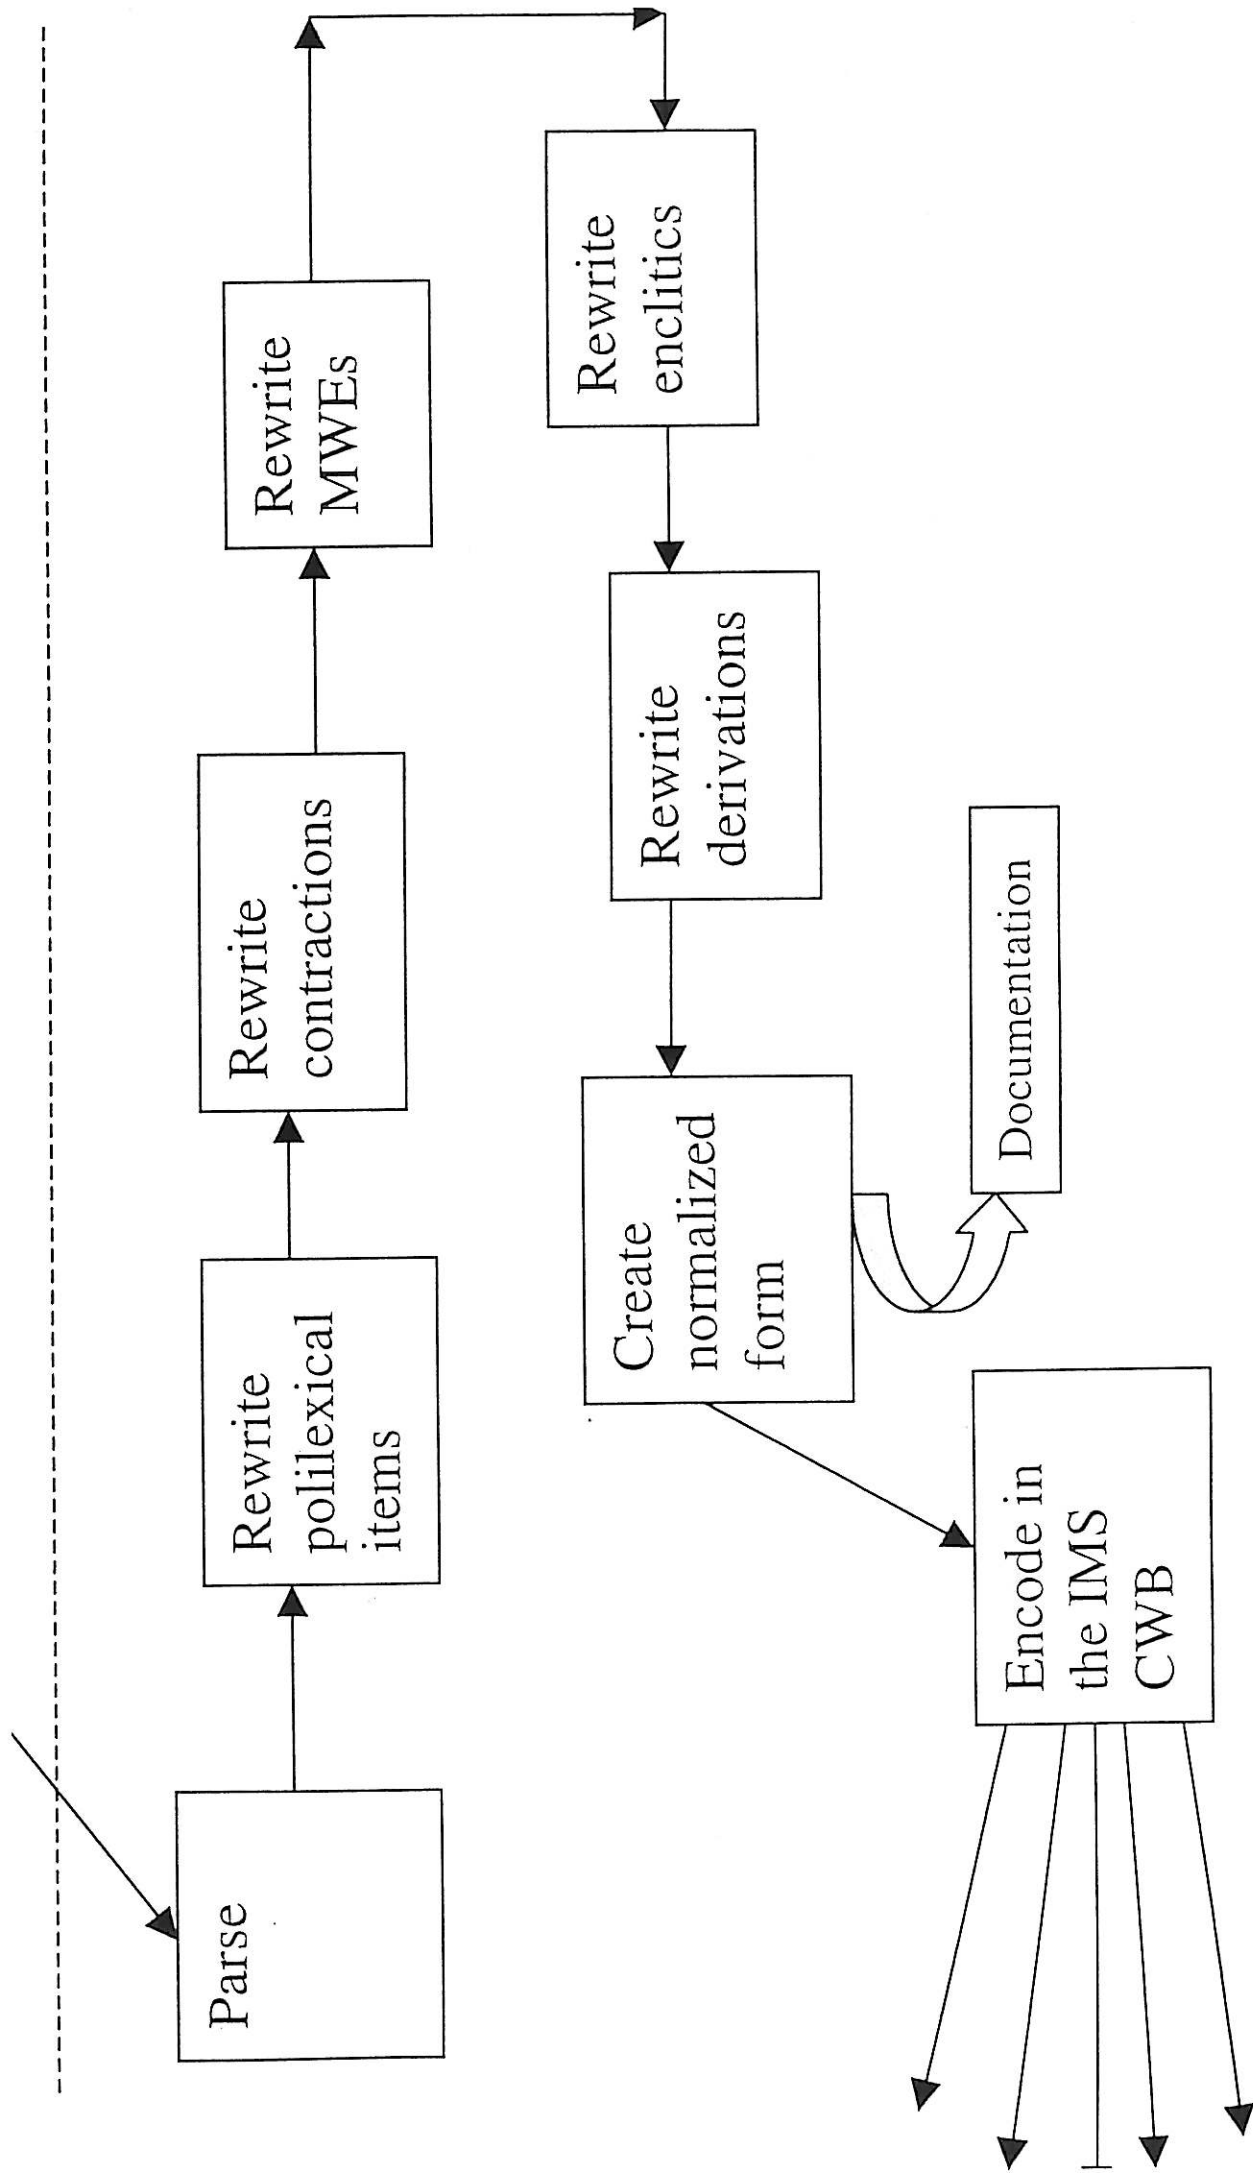 Parse
Rewrite
polilexical
items
Rewrite
contractions
Rewrite
MWEs
Rewrite
enclitics
Rewrite
derivations
Create
normalized
form
Documentation
Encode in
the IMS
CWB